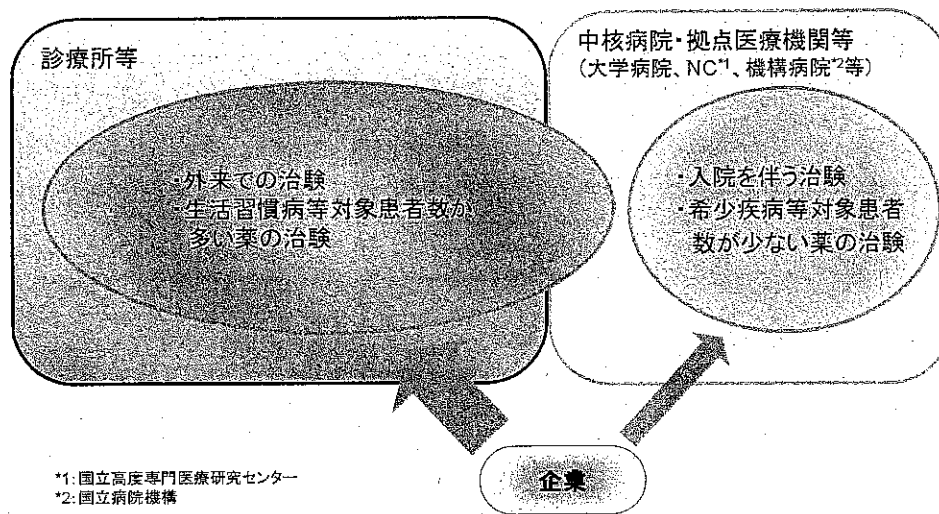 診療所等
・外来での治験
・生活習慣病等対象患者数が
多い薬の治験
中核病院・拠点医療機関等
(大学病院、NC*1、機構病院*2等)
・入院を伴う治験
・希少疾病等対象患者
数が少ない薬の治験
企業
*1:国立高度専門医療研究センター
*2:国立病院機構